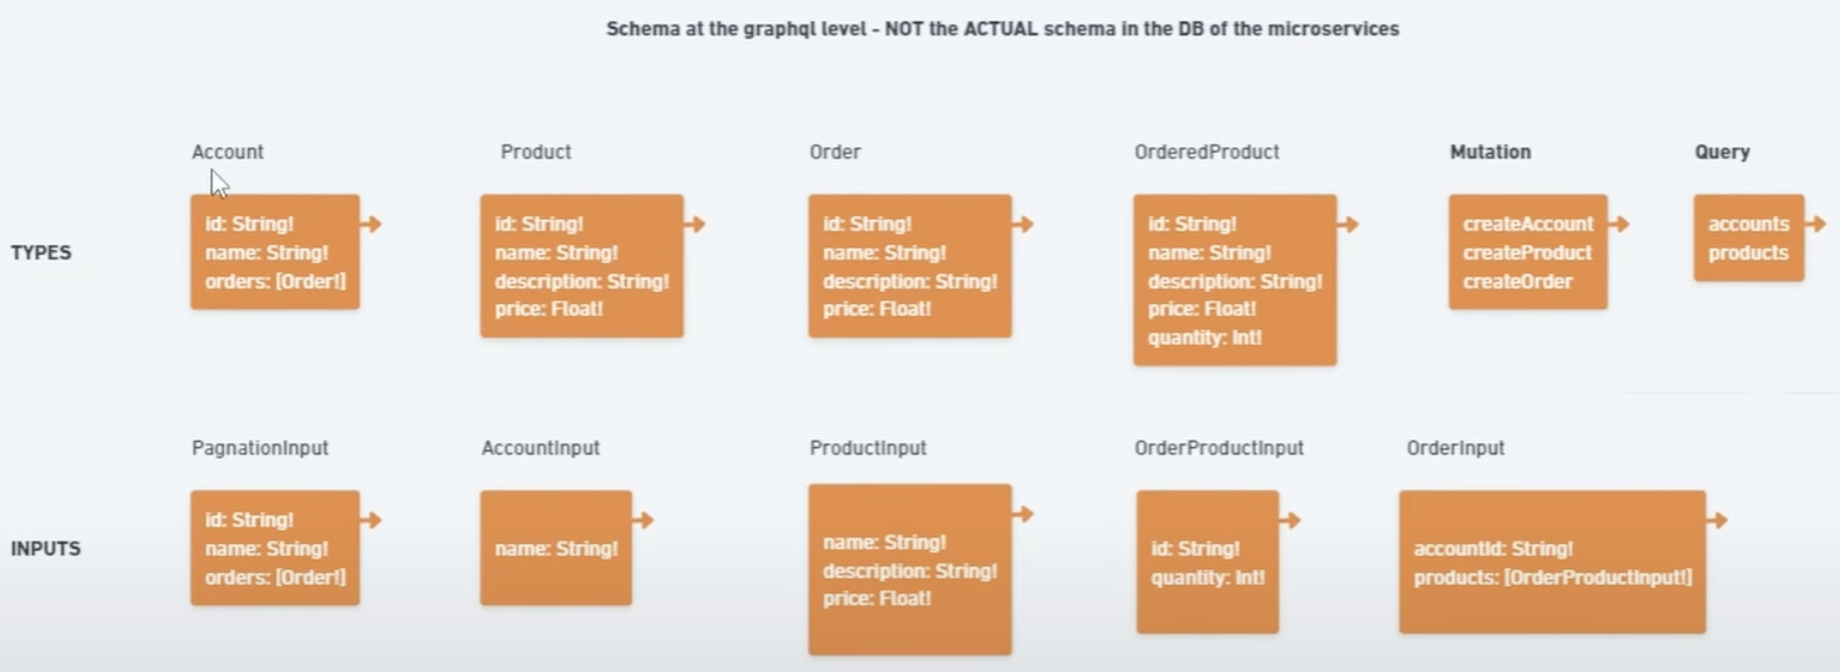 Schema at the graphql level - NOT the ACTUAL schema in the DB of the microservices
Account
Product
Order
OrderedProduct
Mutation
Query
TYPES
id: String!
name: String!
orders: [Order!]
id: String!
name: String!
description: String!
price: Float!
id: String!
name: String!
description: String!
price: Float!
id: String!
name: String!
description: String!
price: Float!
quantity: Int!
createAccount
createProduct
createOrder
accounts
products
PagnationInput
AccountInput
ProductInput
OrderProductInput
OrderInput
INPUTS
id: String!
name: String!
orders: [Order!]
name: String!
name: String!
description: String!
price: Float!
id: String!
quantity: Int!
accountId: String!
products: [OrderProductInput!]